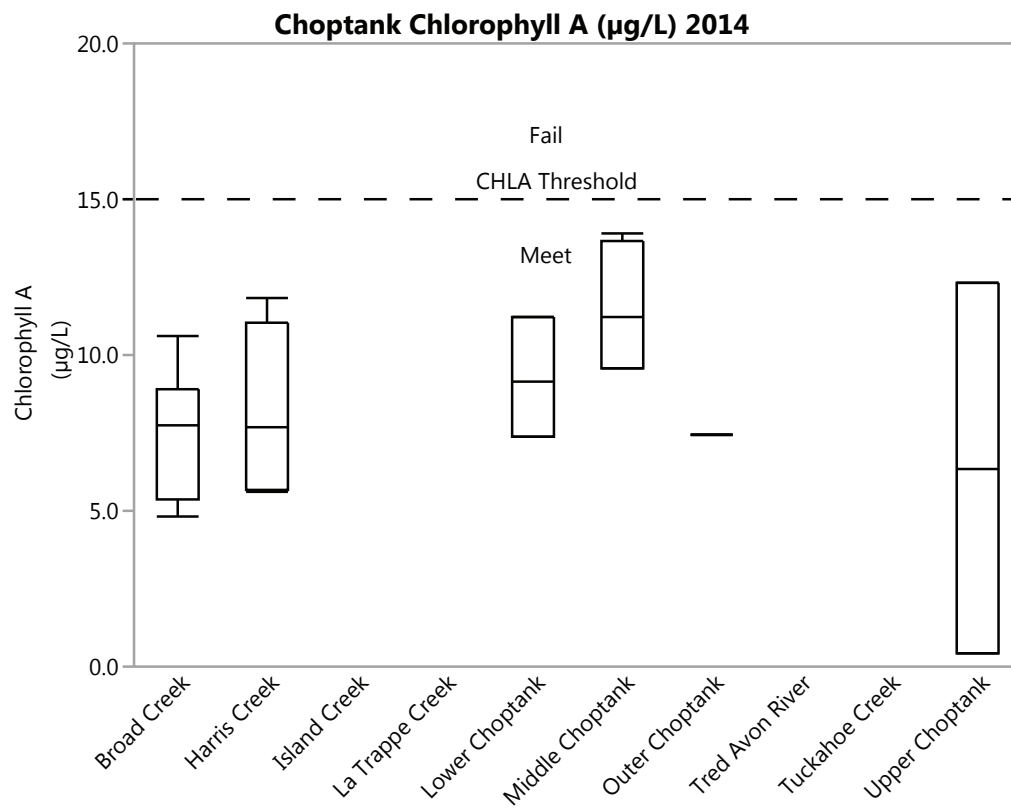 Choptank Chlorophyll A (µg/L) 2014
20.0
Fail
CHLA Threshold
15.0
Meet
Chlorophyll A
(µg/L)
10.0
5.0
0.0
Broad Creek
Harris Creek
Island Creek
La Trappe Creek
Lower Choptank
Middle Choptank
Outer Choptank
Tred Avon River
Tuckahoe Creek
Upper Choptank